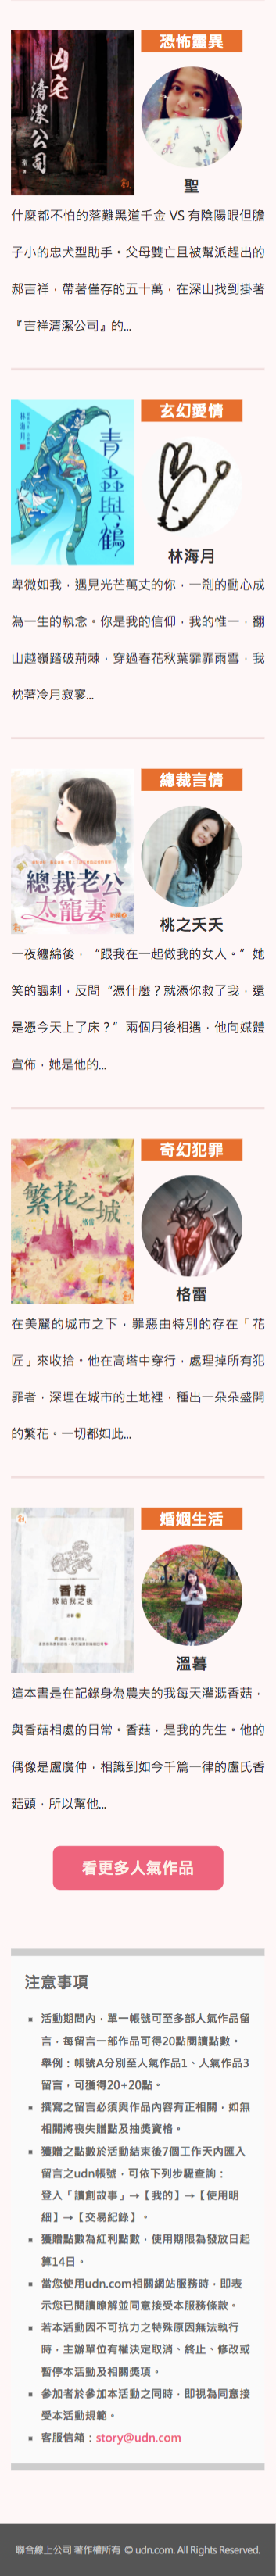 恐怖靈異
凶宅
清潔公司
聖
什麼都不怕的落難黑道千金 VS 有陰陽眼但膽
子小的忠犬型助手。父母雙亡且被幫派趕出的
郝吉祥，帶著僅存的五十萬，在深山找到掛著
『吉祥清潔公司』的...
玄幻愛情
林海月
青蟲與鶴
林海月
卑微如我，遇見光芒萬丈的你，一剎的動心成
為一生的執念。你是我的信仰，我的惟一，翻
山越嶺踏破荊棘，穿過春花秋葉霏霏雨雪，我
枕著冷月寂寥...
總裁言情
總裁老公
太寵妻
桃之夭夭
一夜纏綿後，“跟我在一起做我的女人。”她
笑的諷刺，反問“憑什麼？就憑你救了我，還
是憑今天上了床？”兩個月後相遇，他向媒體
宣佈，她是他的...
奇幻犯罪
繁花之城
格雷
格雷
在美麗的城市之下，罪惡由特別的存在「花
匠」來收拾。他在高塔中穿行，處理掉所有犯
罪者，深埋在城市的土地裡，種出一朵朵盛開
的繁花。一切都如此...
婚姻生活
香菇
嫁給我之後
溫暮
這本書是在記錄身為農夫的我每天灌溉香菇，
與香菇相處的日常。香菇，是我的先生。他的
偶像是盧廣仲，相識到如今千篇一律的盧氏香
菇頭，所以幫他...
看更多人氣作品
注意事項
▪ 活動期間內，單一帳號可至多部人氣作品留
言，每留言一部作品可得20點閱讀點數。
舉例：帳號A分別至人氣作品1、人氣作品3
留言，可獲得20+20點。
▪ 撰寫之留言必須與作品內容有正相關，如無
相關將喪失贈點及抽獎資格。
▪ 獲贈之點數於活動結束後7個工作天內匯入
留言之udn帳號，可依下列步驟查詢：
登入「讀創故事」→【我的】→【使用明
細】→【交易紀錄】。
▪ 獲贈點數為紅利點數，使用期限為發放日起
算14日。
▪ 當您使用udn.com相關網站服務時，即表
示您已閱讀瞭解並同意接受本服務條款。
▪ 若本活動因不可抗力之特殊原因無法執行
時，主辦單位有權決定取消、終止、修改或
暫停本活動及相關獎項。
▪ 參加者於參加本活動之同時，即視為同意接
受本活動規範。
▪ 客服信箱：story@udn.com
聯合線上公司 著作權所有 © udn.com. All Rights Reserved.